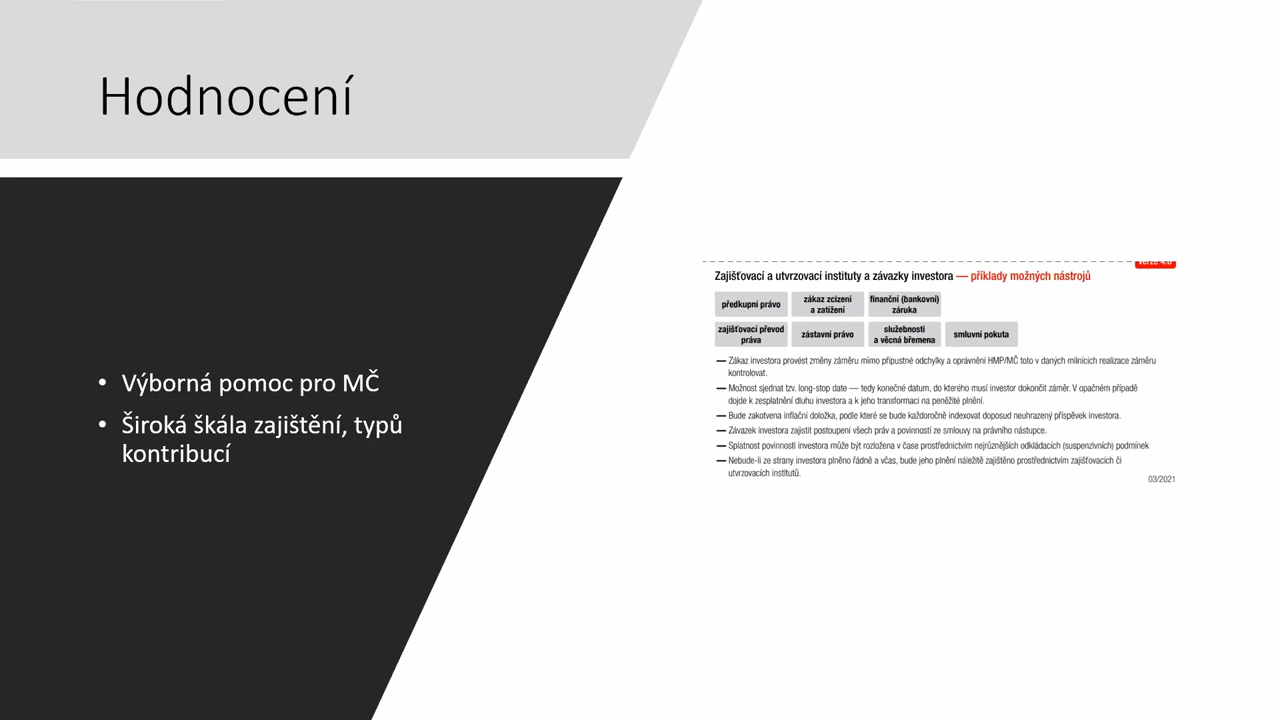 Hodnocení
• Výborná pomoc pro MČ
• Široká škála zajištění, typů
kontribucí
Zajišťovací a utvrzovací instituty a závazky investora — příklady možných nástrojů
předkupní právo
zákaz zcizení
a zatížení
finanční (bankovní)
záruka
zajišťovací převod
práva
zástavní právo
služebnosti
a věcná břemena
smluvní pokuta
— Zákaz investora provést změny záměru mimo přípustné odchylky a oprávnění HMP/MČ toto v daných milnících realizace záměru
kontrolovat.
— Možnost sjednat tzv. long-stop date — tedy konečné datum, do kterého musí investor dokončit záměr. V opačném případě
dojde k zesplatnění dluhu investora a k jeho transformaci na peněžité plnění.
— Bude zakotvena inflační doložka, podle které se bude každoročně indexovat doposud neuhrazený příspěvek investora.
— Závazek investora zajistit postoupení všech práv a povinností ze smlouvy na právního nástupce.
— Splatnost povinností investora může být rozložena v čase prostřednictvím nejrůznějších odkládacích (suspenzivních) podmínek
— Nebude-li ze strany investora plněno řádně a včas, bude jeho plnění náležitě zajištěno prostřednictvím zajišťovacích či
utvrzovacích institutů.
03/2021